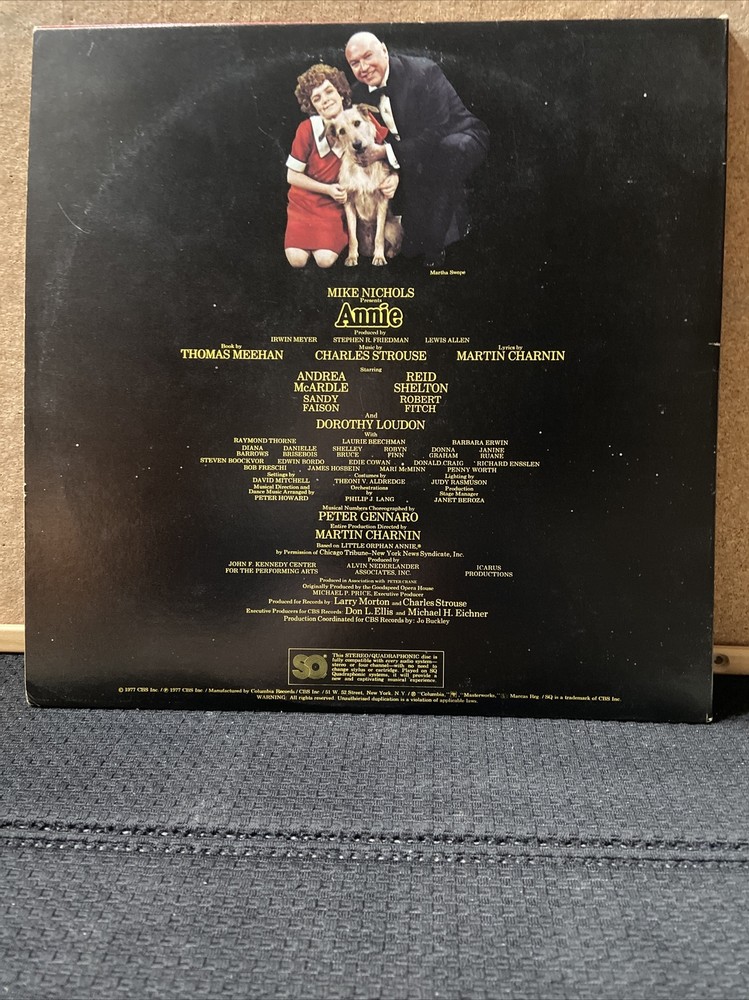 Martha Swope
MIKE NICHOLS
Presents
Annie
Produced by
IRWIN MEYER STEPHEN R. FRIEDMAN LEWIS ALLEN
Book by Music by Lyrics by
THOMAS MEEHAN CHARLES STROUSE MARTIN CHARNIN
Starring
ANDREA REID
McARDLE SHELTON
SANDY ROBERT
FAISON FITCH
And
DOROTHY LOUDON
With
RAYMOND THORNE LAURIE BEECHMAN BARBARA ERWIN
DIANA DANIELLE SHELLEY ROBYN DONNA JANINE
BARROWS BRISEBOIS BRUCE FINN GRAHAM RUANE
STEVEN BOOCKVOR EDWIN BORDO EDIE COWAN DONALD CRAIG RICHARD ENSSLEN
BOB FRESCHI JAMES HOSBEIN MARI McMINN PENNY WORTH
Settings by Costumes by Lighting by
DAVID MITCHELL THEONI V. ALDREDGE JUDY RASMUSON
Musical Direction and Orchestrations Production
Dance Music Arranged by by Stage Manager
PETER HOWARD PHILIP J. LANG JANET BEROZA
Musical Numbers Choreographed by
PETER GENNARO
Entire Production Directed by
MARTIN CHARNIN
Based on LITTLE ORPHAN ANNIE,®
by Permission of Chicago Tribune–New York News Syndicate, Inc.
Produced by
JOHN F. KENNEDY CENTER ALVIN NEDERLANDER ICARUS
FOR THE PERFORMING ARTS ASSOCIATES, INC. PRODUCTIONS
Produced in Association with PETER CRANE
Originally Produced by the Goodspeed Opera House
MICHAEL P. PRICE, Executive Producer
Produced for Records by: Larry Morton and Charles Strouse
Executive Producers for CBS Records: Don L. Ellis and Michael H. Eichner
Production Coordinated for CBS Records by: Jo Buckley
SQ
This STEREO/QUADRAPHONIC disc is
fully compatible with every audio system—
stereo or four channel—with no need to
change stylus or cartridge. Played on SQ
Quadraphonic systems, it will provide a
new and captivating musical experience.
© 1977 CBS Inc. / ℗ 1977 CBS Inc. / Manufactured by Columbia Records / CBS Inc. / 51 W. 52 Street, New York, N.Y. / ® "Columbia," "Masterworks," Marcas Reg. / SQ is a trademark of CBS Inc.
WARNING: All rights reserved. Unauthorized duplication is a violation of applicable laws.